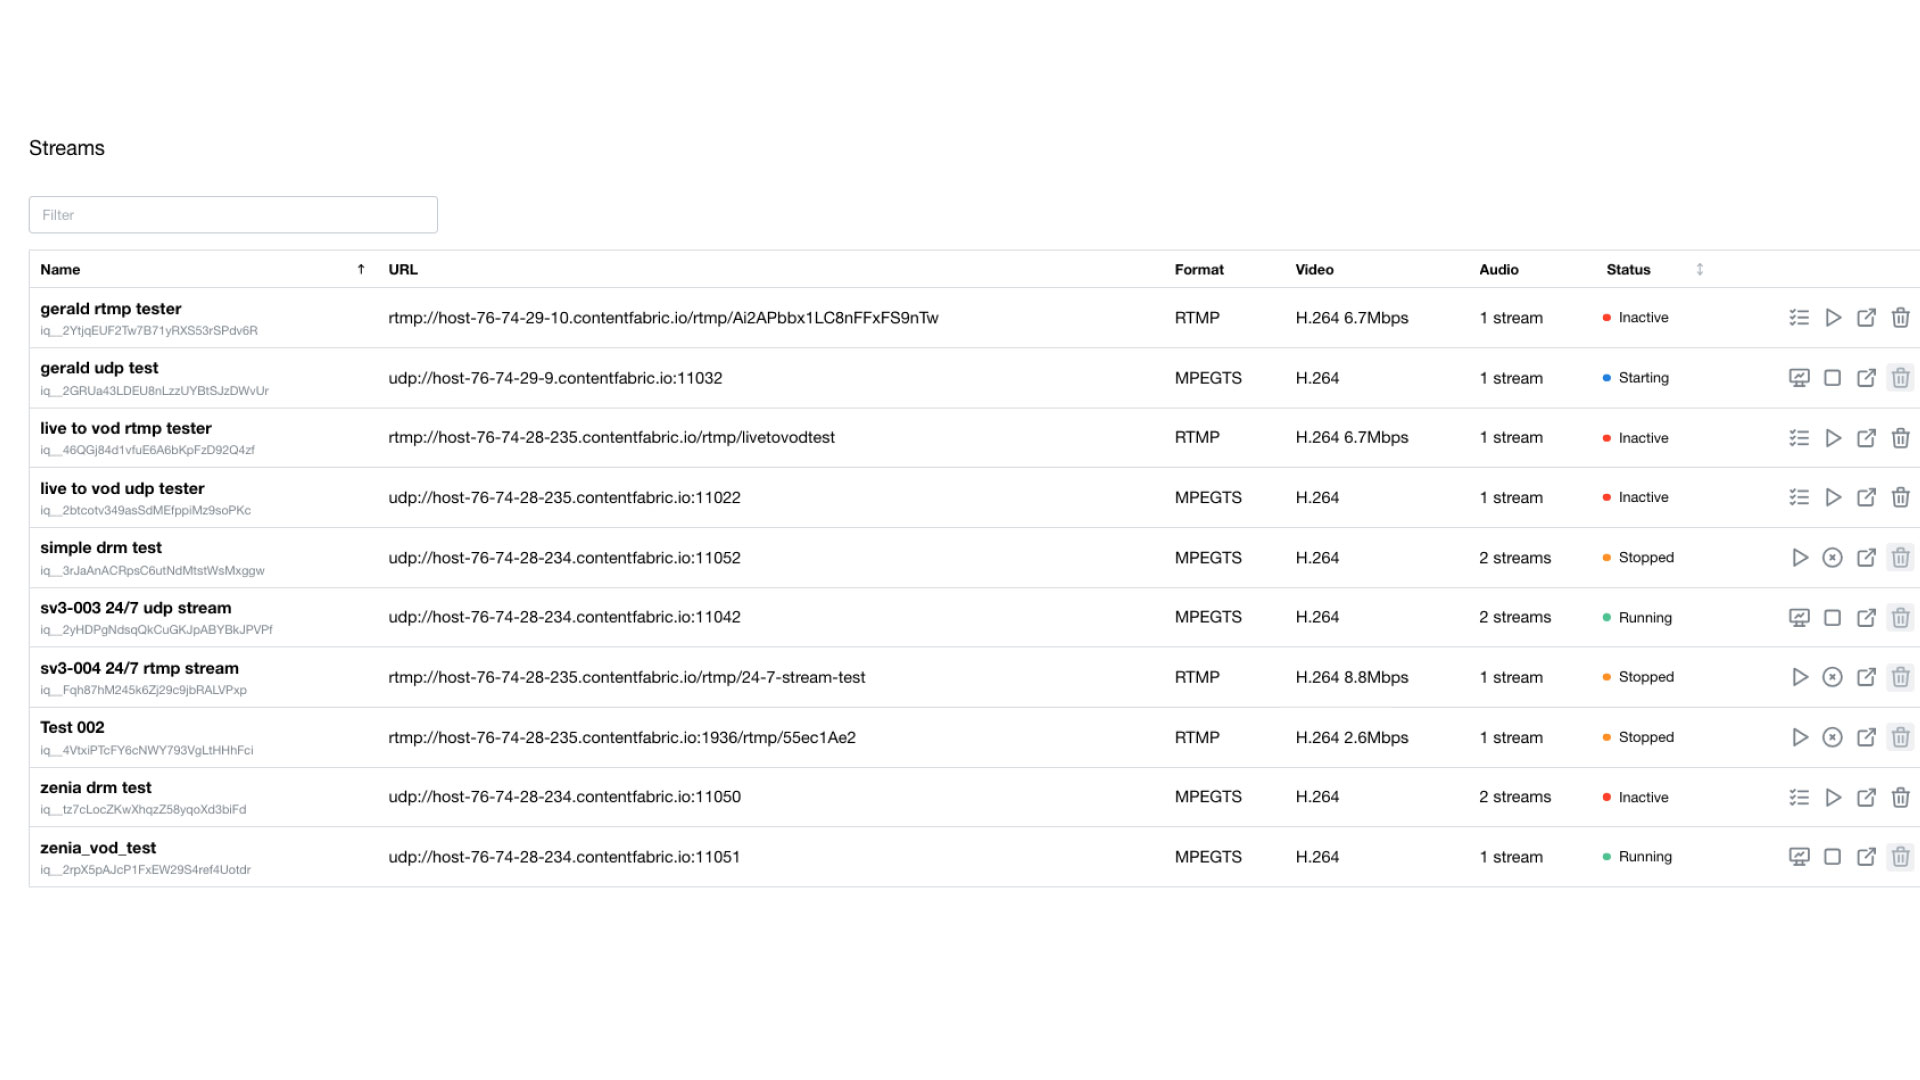 Streams
Filter
Name URL Format Video Audio Status
gerald rtmp tester
iq__2YtjqEUF2Tw7B71yRXS53rSPdv6R
rtmp://host-76-74-29-10.contentfabric.io/rtmp/Ai2APbbx1LC8nFFxFS9nTw RTMP H.264 6.7Mbps 1 stream Inactive
gerald udp test
iq__2GRUa43LDEU8nLzzUYBtSJzDWvUr
udp://host-76-74-29-9.contentfabric.io:11032 MPEGTS H.264 1 stream Starting
live to vod rtmp tester
iq__46QGj84d1vfuE6A6bKpFzD92Q4zf
rtmp://host-76-74-28-235.contentfabric.io/rtmp/livetovodtest RTMP H.264 6.7Mbps 1 stream Inactive
live to vod udp tester
iq__2btcotv349asSdMEfppiMz9soPKc
udp://host-76-74-28-235.contentfabric.io:11022 MPEGTS H.264 1 stream Inactive
simple drm test
iq__3rJaAnACRpsC6utNdMtstWsMxggw
udp://host-76-74-28-234.contentfabric.io:11052 MPEGTS H.264 2 streams Stopped
sv3-003 24/7 udp stream
iq__2yHDPgNdsqQkCuGKJpABYBkJPVPf
udp://host-76-74-28-234.contentfabric.io:11042 MPEGTS H.264 2 streams Running
sv3-004 24/7 rtmp stream
iq__Fqh87hM245k6Zj29c9jbRALVPxp
rtmp://host-76-74-28-235.contentfabric.io/rtmp/24-7-stream-test RTMP H.264 8.8Mbps 1 stream Stopped
Test 002
iq__4VtxiPTcFY6cNWY793VgLtHHhFci
rtmp://host-76-74-28-235.contentfabric.io:1936/rtmp/55ec1Ae2 RTMP H.264 2.6Mbps 1 stream Stopped
zenia drm test
iq__tz7cLocZKwXhqzZ58yqoXd3biFd
udp://host-76-74-28-234.contentfabric.io:11050 MPEGTS H.264 2 streams Inactive
zenia_vod_test
iq__2rpX5pAJcP1FxEW29S4ref4Uotdr
udp://host-76-74-28-234.contentfabric.io:11051 MPEGTS H.264 1 stream Running